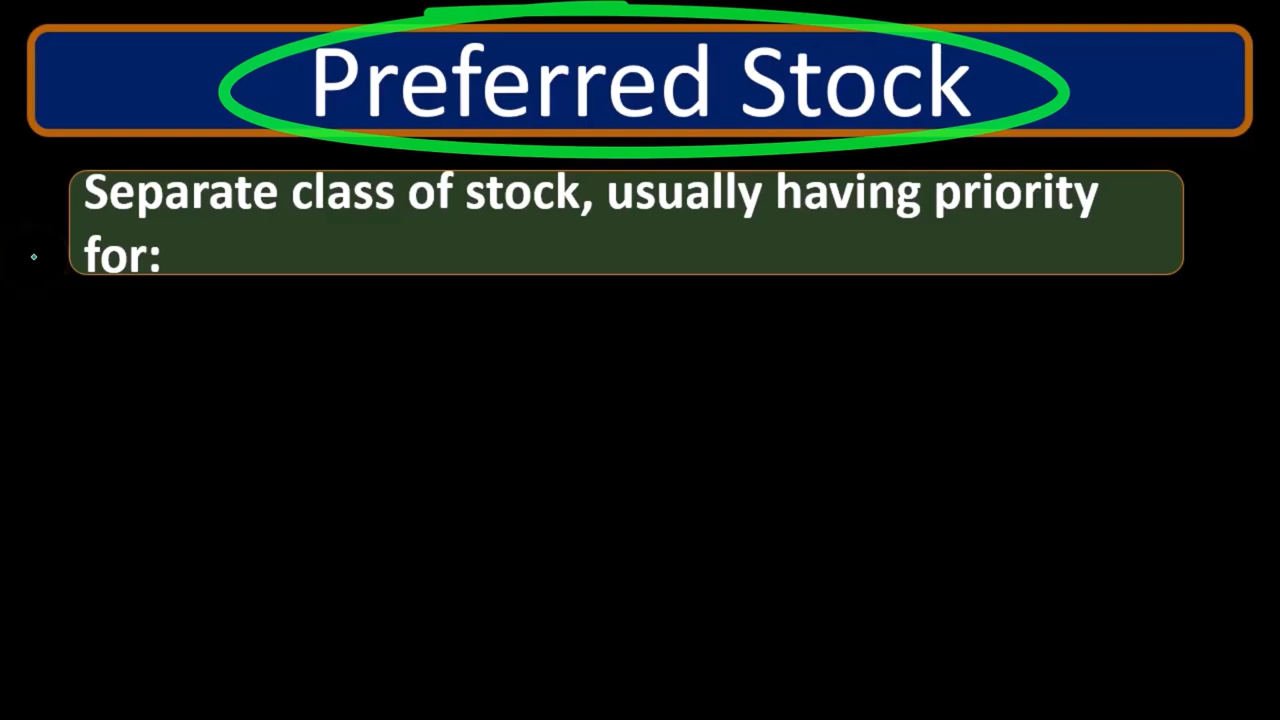 Preferred Stock
Separate class of stock, usually having priority
for: